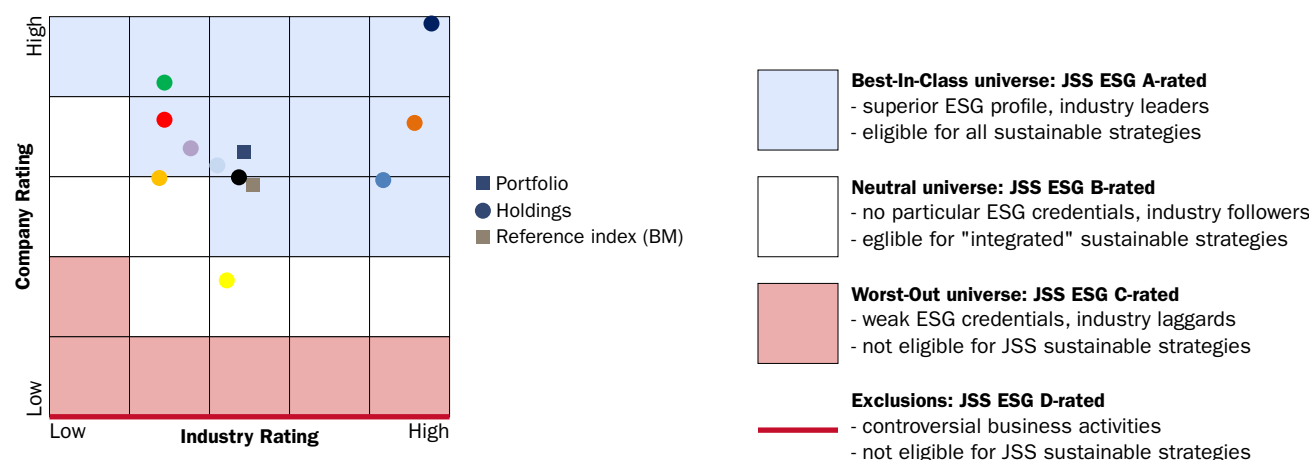 High
Company Rating
Low
Low
Industry Rating
High
Portfolio
Holdings
Reference index (BM)
Best-In-Class universe: JSS ESG A-rated
- superior ESG profile, industry leaders
- eligible for all sustainable strategies
Neutral universe: JSS ESG B-rated
- no particular ESG credentials, industry followers
- eglible for "integrated" sustainable strategies
Worst-Out universe: JSS ESG C-rated
- weak ESG credentials, industry laggards
- not eligible for JSS sustainable strategies
Exclusions: JSS ESG D-rated
- controversial business activities
- not eligible for JSS sustainable strategies